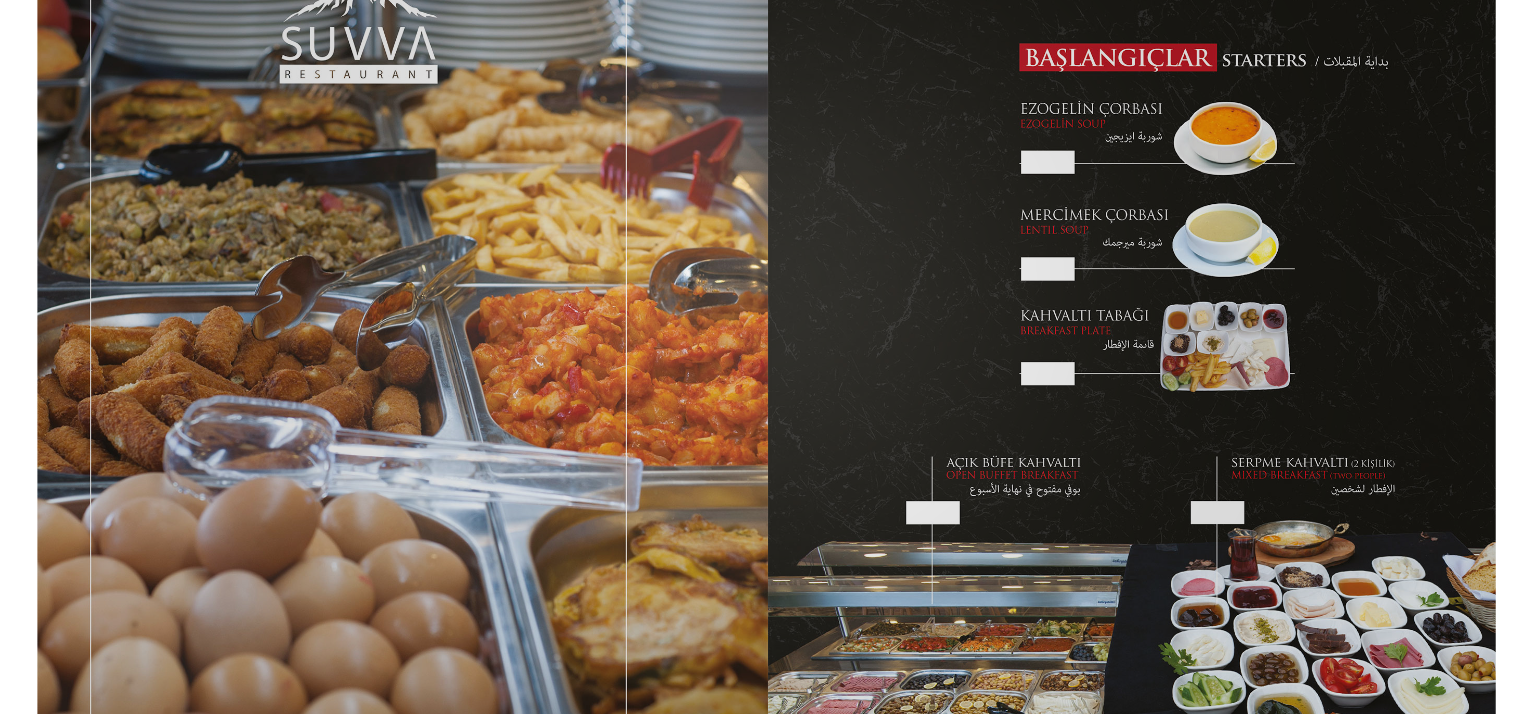 SUVVA
RESTAURANT
BAŞLANGIÇLAR STARTERS / بداية المقبلات
EZOGELİN ÇORBASI
EZOGELİN SOUP
شوربة ايزيجين
MERCİMEK ÇORBASI
LENTIL SOUP
شوربة ميرجمك
KAHVALTI TABAĞI
BREAKFAST PLATE
قائمة الإفطار
AÇIK BÜFE KAHVALTI
OPEN BUFFET BREAKFAST
بوفي مفتوح في نهاية الأسبوع
SERPME KAHVALTI (2 KİŞİLİK)
MIXED BREAKFAST (TWO PEOPLE)
الإفطار لشخصين